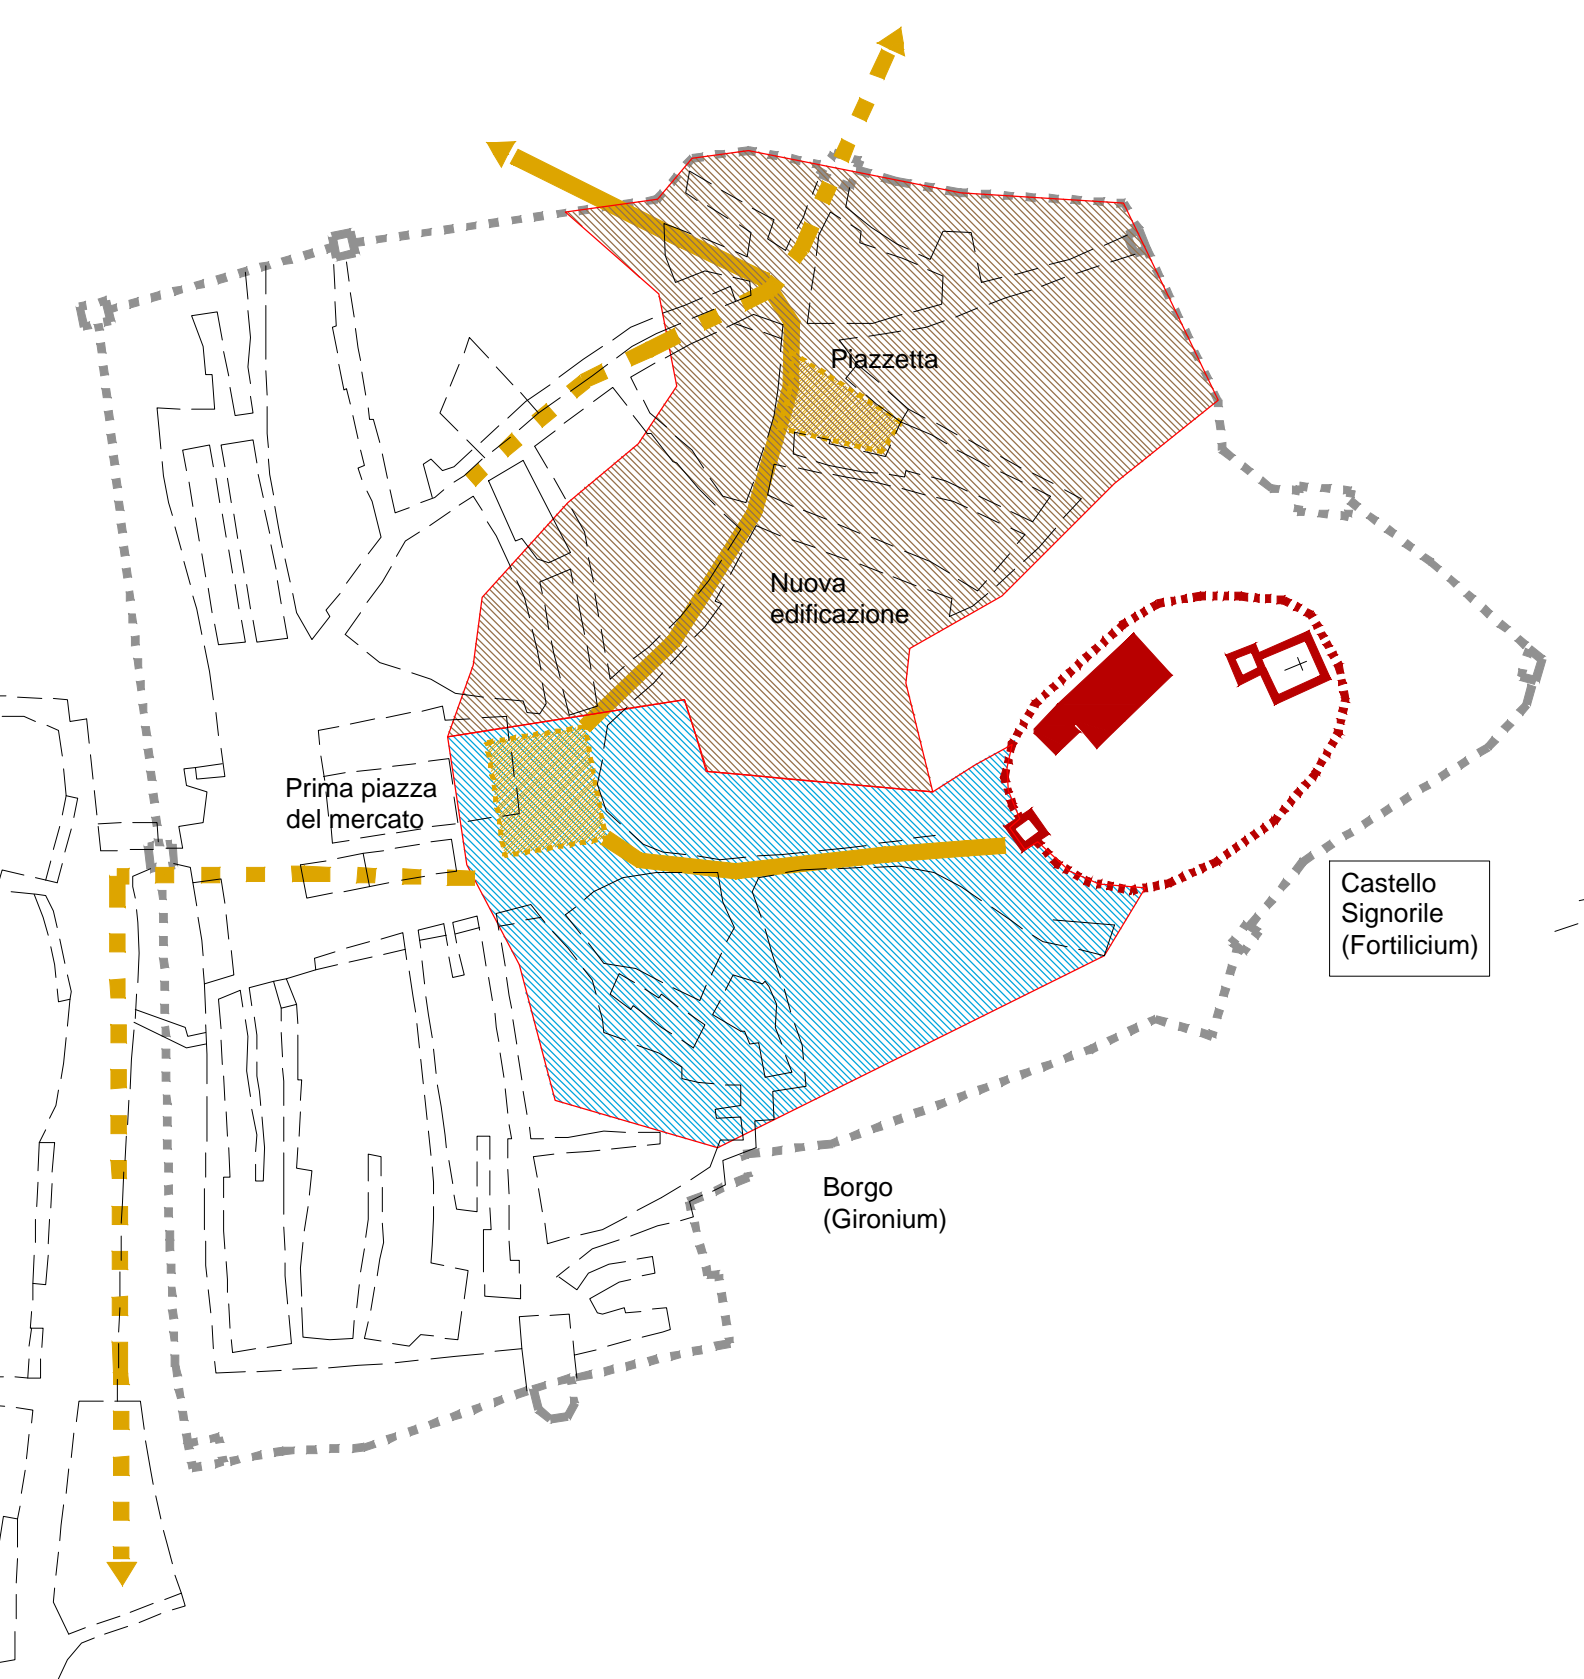 Piazzetta
Nuova
edificazione
Prima piazza
del mercato
Castello
Signorile
(Fortilicium)
Borgo
(Gironium)